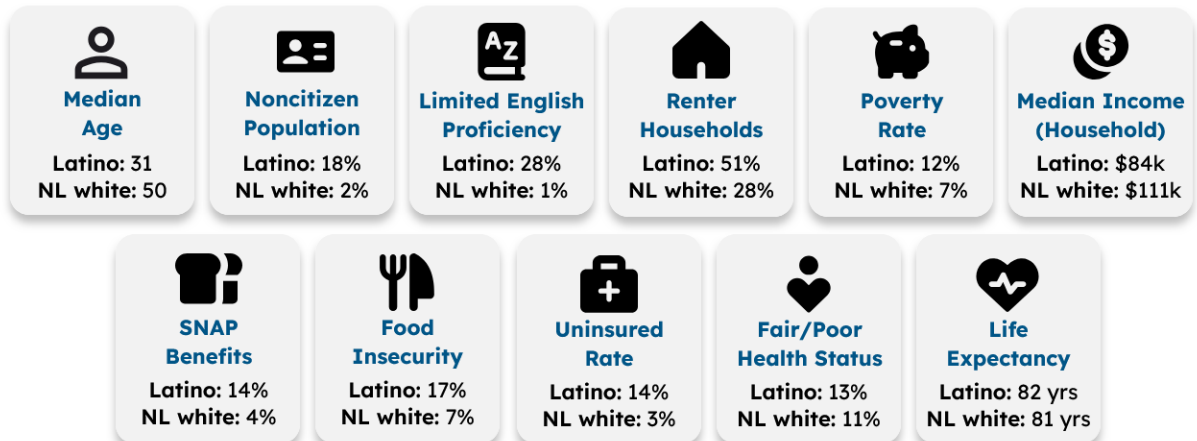 A Z
Median
Age
Latino: 31
NL white: 50
Noncitizen
Population
Latino: 18%
NL white: 2%
Limited English
Proficiency
Latino: 28%
NL white: 1%
Renter
Households
Latino: 51%
NL white: 28%
Poverty
Rate
Latino: 12%
NL white: 7%
$
Median Income
(Household)
Latino: $84k
NL white: $111k
SNAP
Benefits
Latino: 14%
NL white: 4%
Food
Insecurity
Latino: 17%
NL white: 7%
Uninsured
Rate
Latino: 14%
NL white: 3%
Fair/Poor
Health Status
Latino: 13%
NL white: 11%
Life
Expectancy
Latino: 82 yrs
NL white: 81 yrs